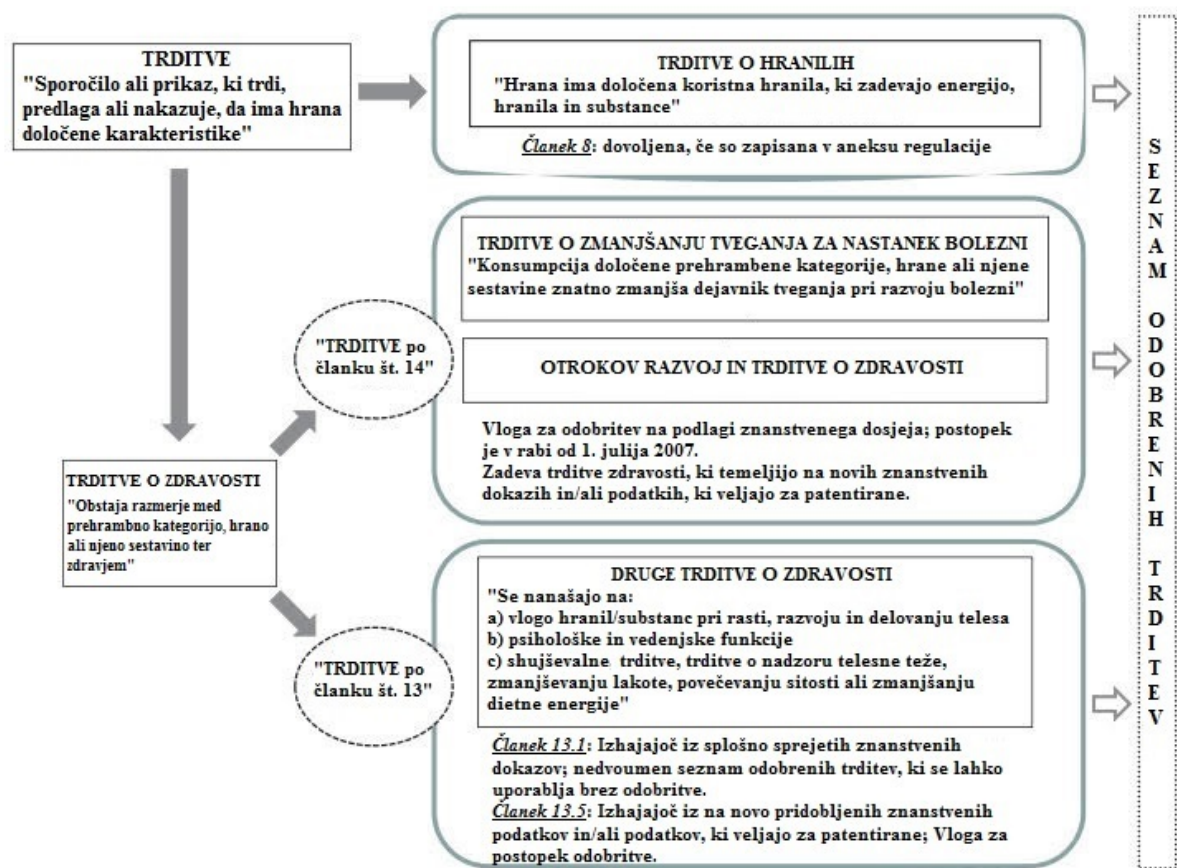 TRDITVE
"Sporočilo ali prikaz, ki trdi,
predlaga ali nakazuje, da ima hrana
določene karakteristike"
TRDITVE O HRANILIH
"Hrana ima določena koristna hranila, ki zadevajo energijo,
hranila in substance"
Članek 8: dovoljena, če so zapisana v aneksu regulacije
TRDITVE O ZMANJŠANJU TVEGANJA ZA NASTANEK BOLEZNI
"Konsumpcija določene prehrambene kategorije, hrane ali njene
sestavine znatno zmanjša dejavnik tveganja pri razvoju bolezni"
"TRDITVE po
članku št. 14"
OTROKOV RAZVOJ IN TRDITVE O ZDRAVOSTI
Vloga za odobritev na podlagi znanstvenega dosjeja; postopek
je v rabi od 1. julija 2007.
Zadeva trditve zdravosti, ki temeljijo na novih znanstvenih
dokazih in/ali podatkih, ki veljajo za patentirane.
TRDITVE O ZDRAVOSTI
"Obstaja razmerje med
prehrambno kategorijo, hrano
ali njeno sestavino ter
zdravjem"
"TRDITVE po
članku št. 13"
DRUGE TRDITVE O ZDRAVOSTI
"Se nanašajo na:
a) vlogo hranil/substanc pri rasti, razvoju in delovanju telesa
b) psihološke in vedenjske funkcije
c) shujševalne trditve, trditve o nadzoru telesne teže,
zmanjševanju lakote, povečevanju sitosti ali zmanjšanju
dietne energije"
Članek 13.1: Izhajajoč iz splošno sprejetih znanstvenih
dokazov; nedvoumen seznam odobrenih trditev, ki se lahko
uporablja brez odobritve.
Članek 13.5: Izhajajoč iz na novo pridobljenih znanstvenih
podatkov in/ali podatkov, ki veljajo za patentirane; Vloga za
postopek odobritve.
SEZNAM ODOBRENIH TRDITEV